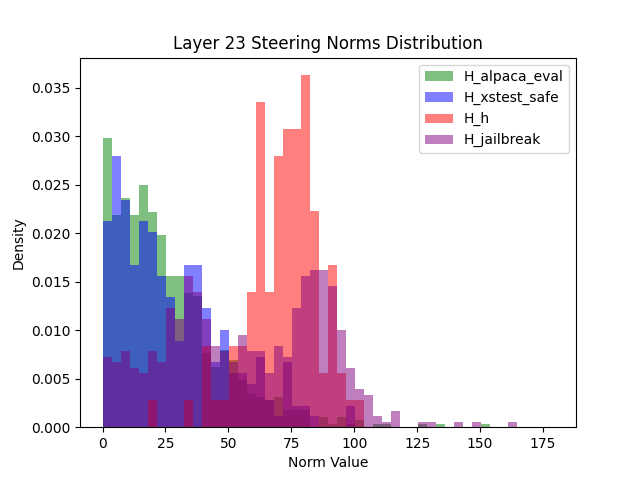 Layer 23 Steering Norms Distribution
H_alpaca_eval
H_xstest_safe
H_h
H_jailbreak
Density
0.035
0.030
0.025
0.020
0.015
0.010
0.005
0.000
0 25 50 75 100 125 150 175
Norm Value